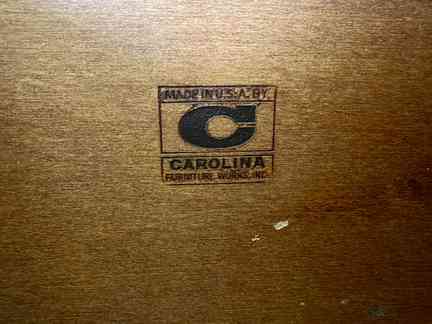 MADE IN U.S.A. BY
C
CAROLINA
FURNITURE WORKS, INC.